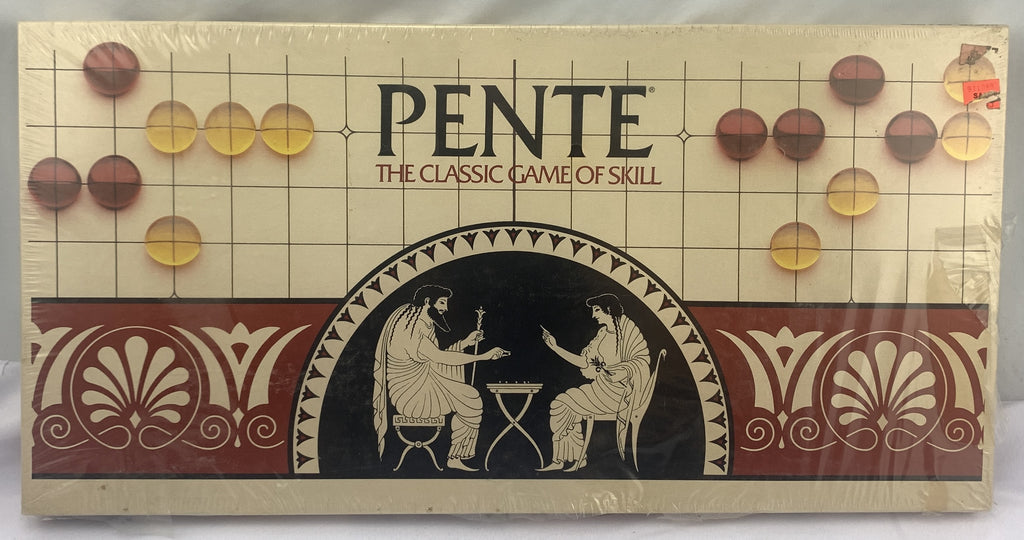 PENTE®
THE CLASSIC GAME OF SKILL